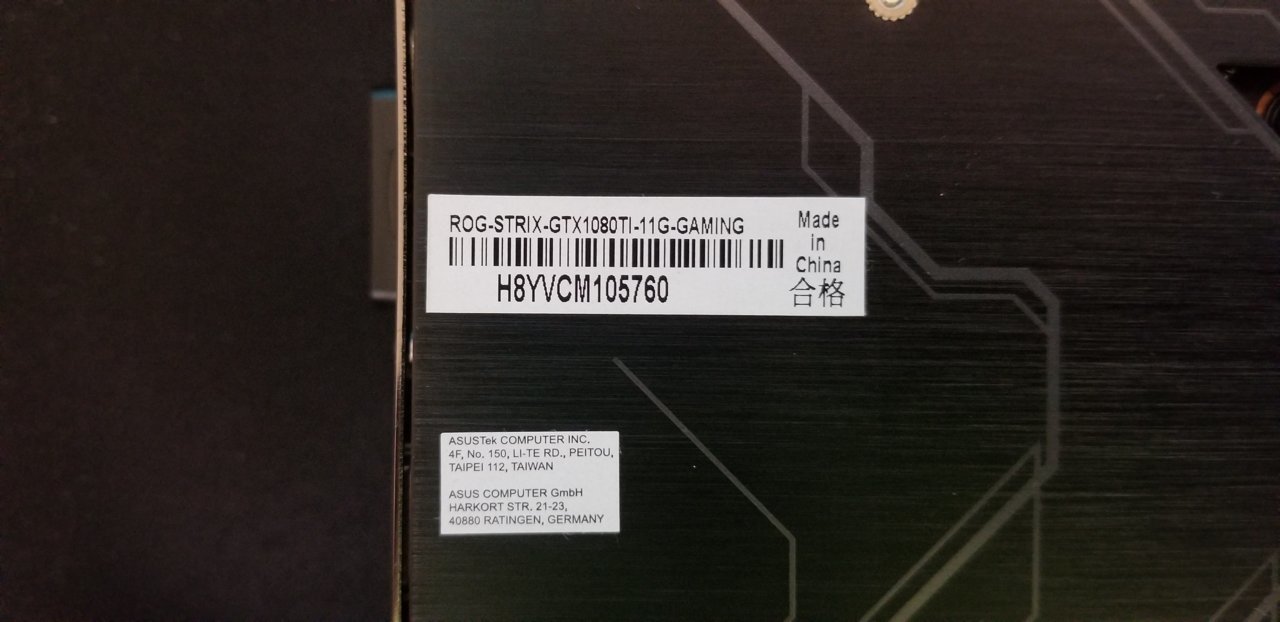 ROG-STRIX-GTX1080TI-11G-GAMING
H8YVCM105760
Made
in
China
合格
ASUSTek COMPUTER INC.
4F, No. 150, LI-TE RD., PEITOU,
TAIPEI 112, TAIWAN
ASUS COMPUTER GmbH
HARKORT STR. 21-23,
40880 RATINGEN, GERMANY